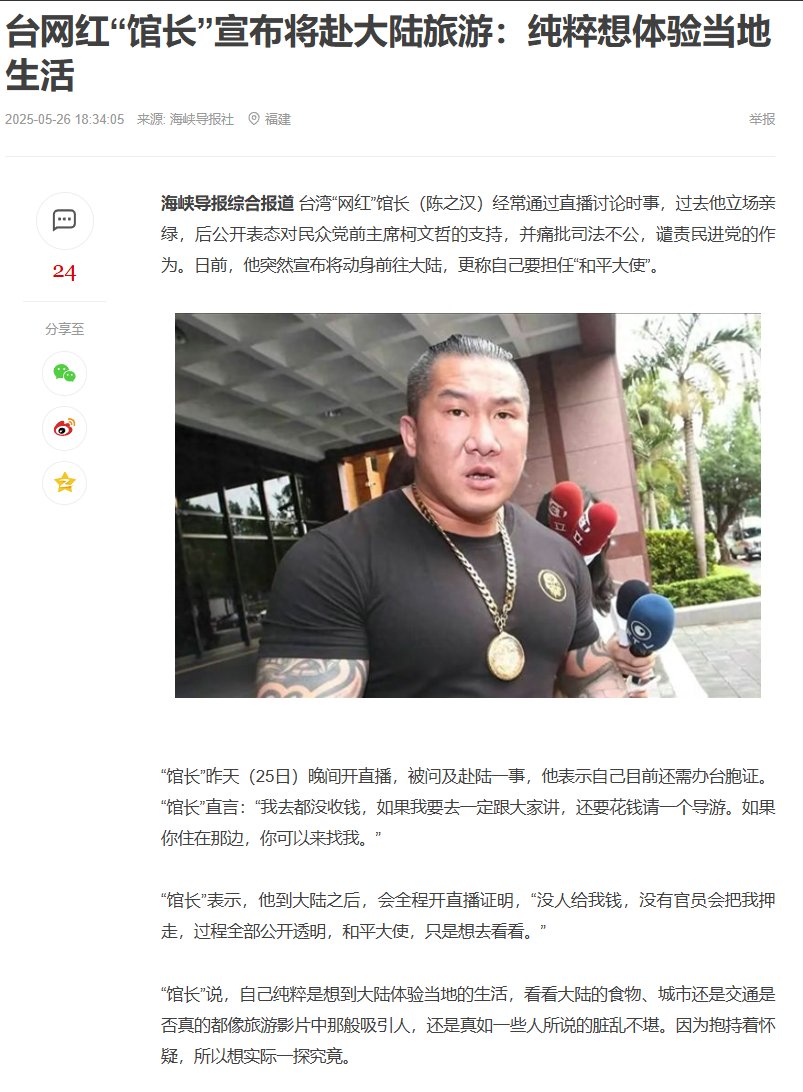 台网红“馆长”宣布将赴大陆旅游：纯粹想体验当地
生活
2025-05-26 18:34:05 来源: 海峡导报社 福建 举报
24
分享至
海峡导报综合报道 台湾“网红”馆长（陈之汉）经常通过直播讨论时事，过去他立场亲
绿，后公开表态对民众党前主席柯文哲的支持，并痛批司法不公，谴责民进党的作
为。日前，他突然宣布将动身前往大陆，更称自己要担任“和平大使”。
“馆长”昨天（25日）晚间开直播，被问及赴陆一事，他表示自己目前还需办台胞证。
“馆长”直言：“我去都没收钱，如果我要去一定跟大家讲，还要花钱请一个导游。如果
你住在那边，你可以来找我。”
“馆长”表示，他到大陆之后，会全程开直播证明，“没人给我钱，没有官员会把我押
走，过程全部公开透明，和平大使，只是想去看看。”
“馆长”说，自己纯粹是想到大陆体验当地的生活，看看大陆的食物、城市还是交通是
否真的都像旅游影片中那般吸引人，还是真如一些人所说的脏乱不堪。因为抱持着怀
疑，所以想实际一探究竟。